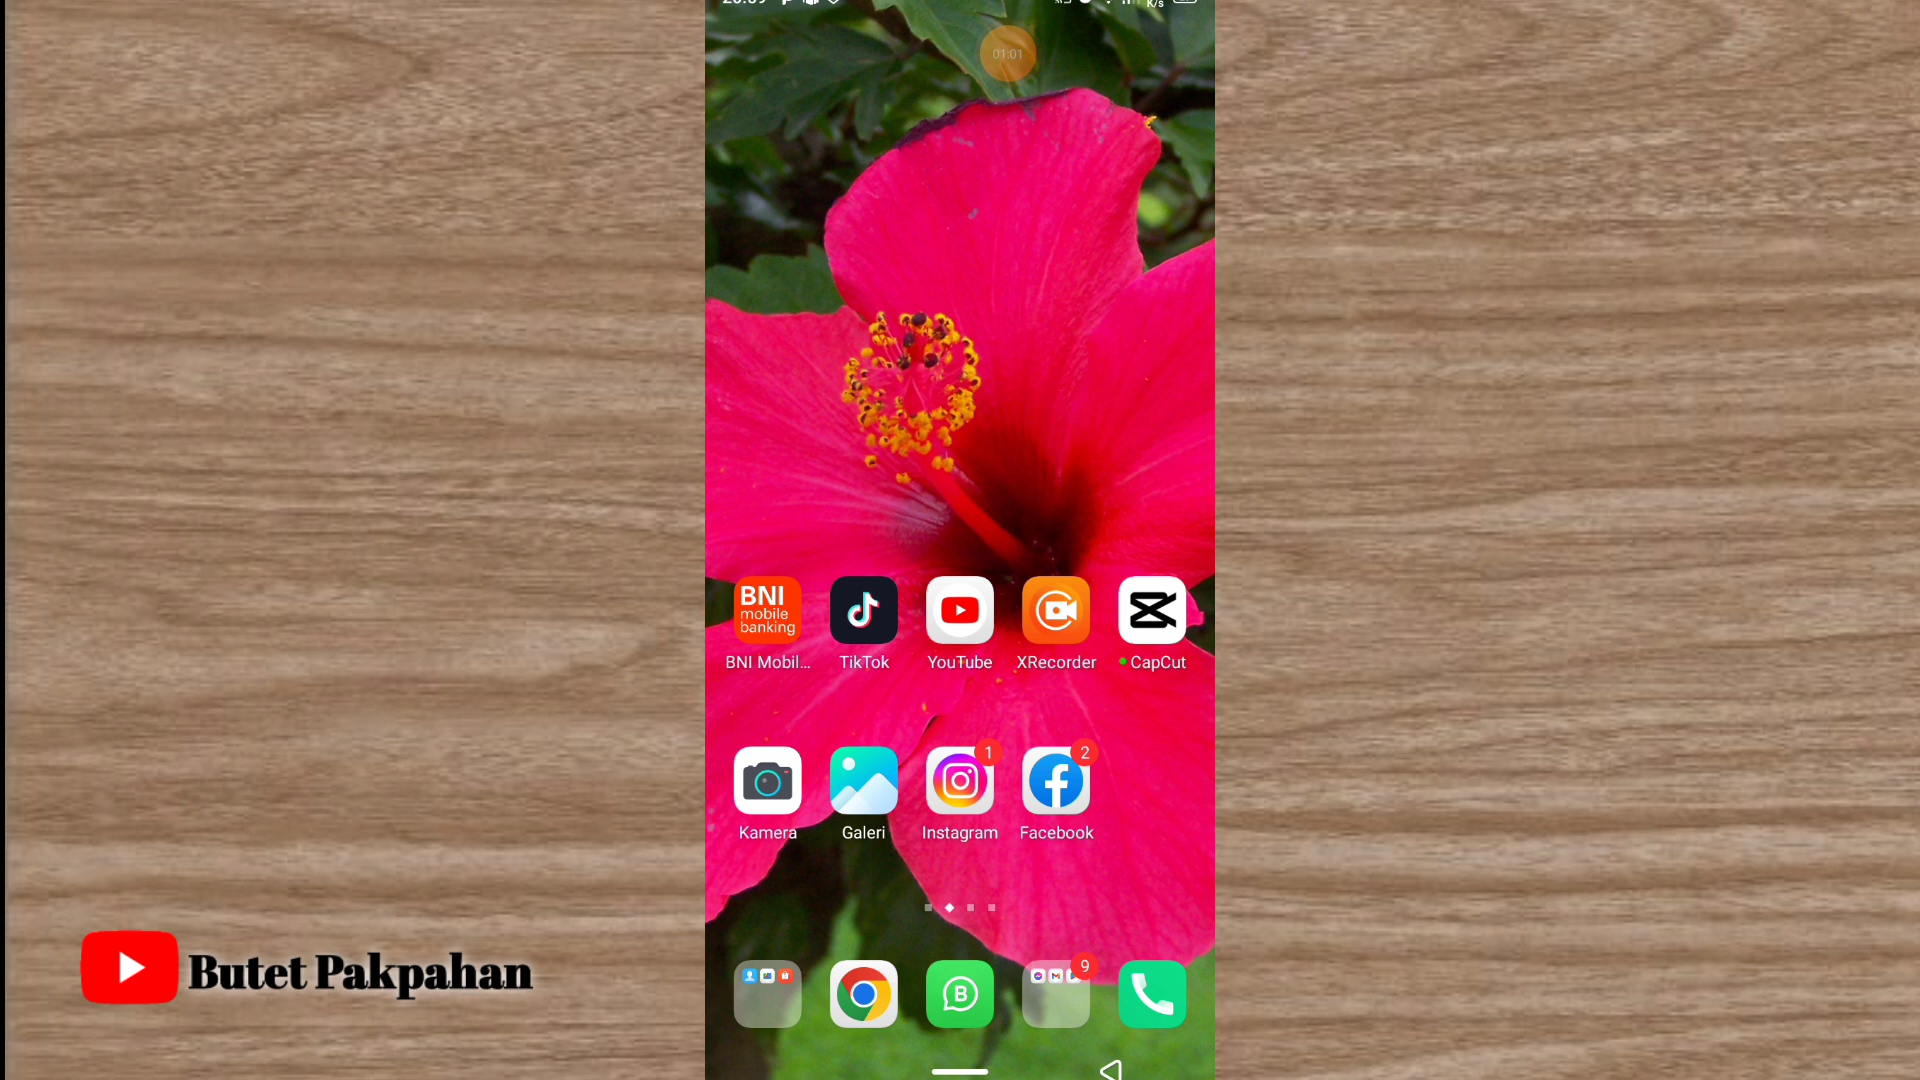 K/s
01:01
BNI
mobile
banking
BNI Mobil...
TikTok
YouTube
XRecorder
CapCut
1
2
Kamera
Galeri
Instagram
Facebook
9
B
Butet Pakpahan